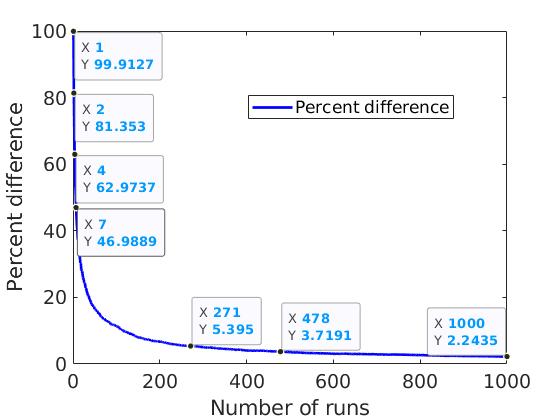 100
80
60
40
20
0
Percent difference
X 1
Y 99.9127
X 2
Y 81.353
X 4
Y 62.9737
X 7
Y 46.9889
Percent difference
X 271
Y 5.395
X 478
Y 3.7191
X 1000
Y 2.2435
0 200 400 600 800 1000
Number of runs